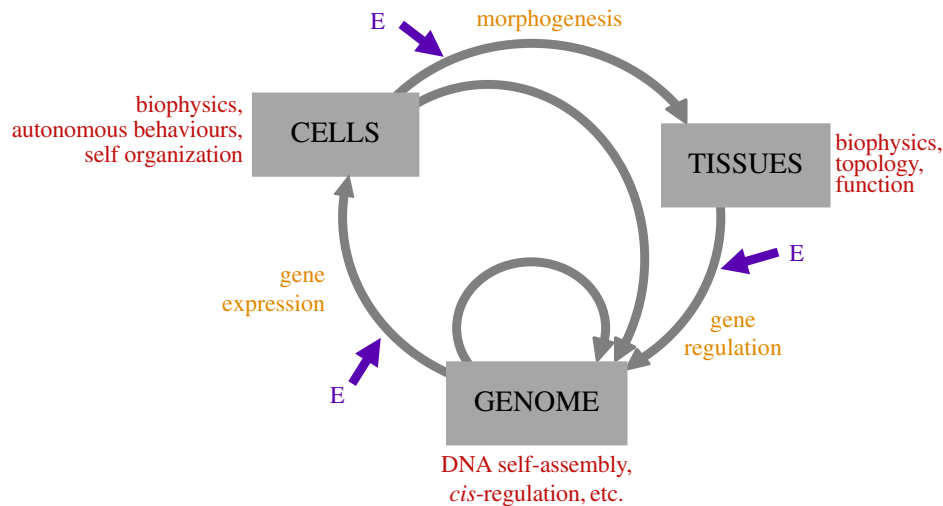 E
morphogenesis
biophysics,
autonomous behaviours,
self organization
CELLS
TISSUES
biophysics,
topology,
function
E
gene
expression
gene
regulation
E
GENOME
DNA self-assembly,
cis-regulation, etc.